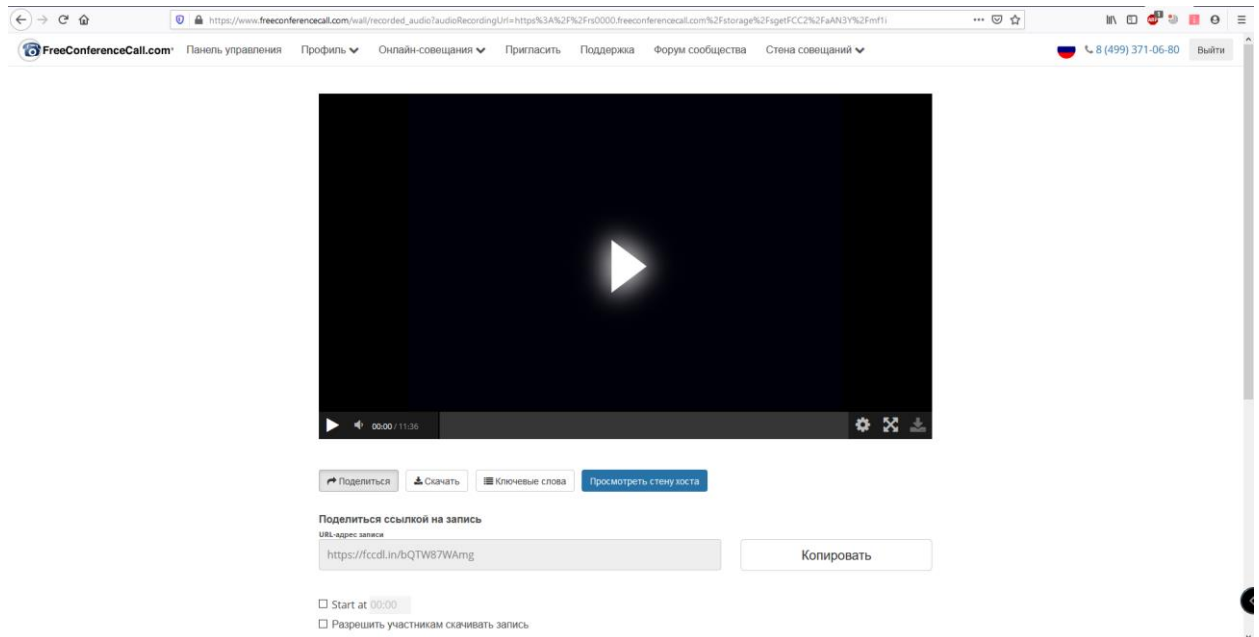 https://www.freeconferencecall.com/wall/recorded_audio?audioRecordingUrl=https%3A%2F%2Frs0000.freeconferencecall.com%2Fstorage%2FsgetFCC2%2FaAN3Y%2Fmf1i
FreeConferenceCall.com Панель управления Профиль Онлайн-совещания Пригласить Поддержка Форум сообщества Стена совещаний 8 (499) 371-06-80 Выйти
00:00 / 11:36
Поделиться Скачать Ключевые слова Просмотреть стену хоста
Поделиться ссылкой на запись
URL-адрес записи
https://fccdl.in/bQTW87WAmg Копировать
Start at 00:00
Разрешить участникам скачивать запись